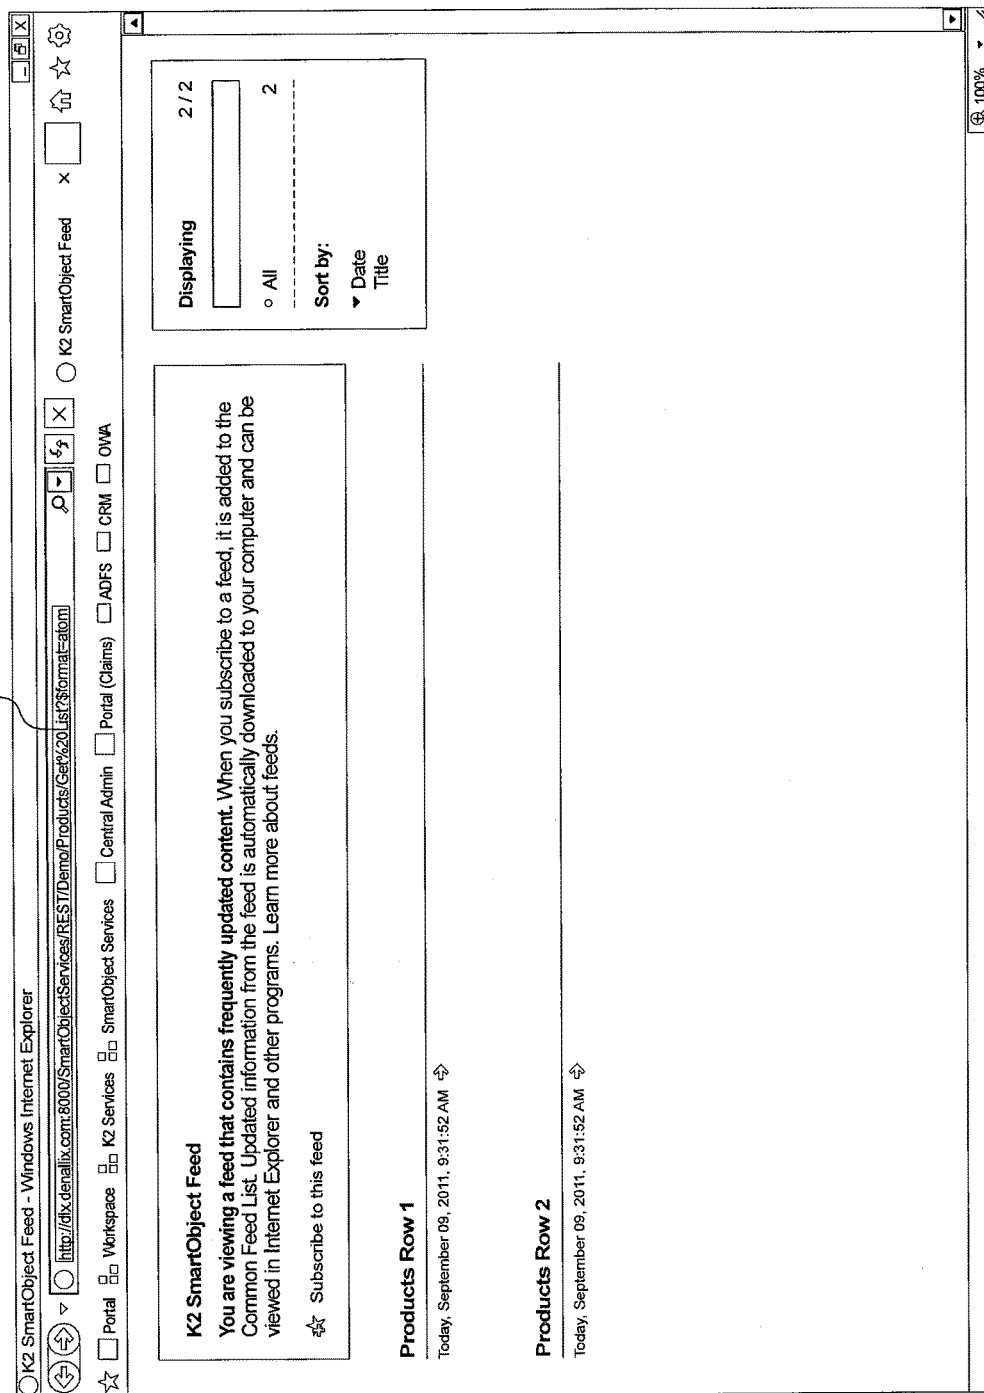 K2 SmartObject Feed - Windows Internet Explorer
http://dlx.denallix.com:8000/SmartObjectServices/REST/Demo/Products/Get%20List?$format=atom
K2 SmartObject Feed
Portal Workspace K2 Services SmartObject Services Central Admin Portal (Claims) ADFS CRM OWA
K2 SmartObject Feed
You are viewing a feed that contains frequently updated content. When you subscribe to a feed, it is added to the
Common Feed List. Updated information from the feed is automatically downloaded to your computer and can be
viewed in Internet Explorer and other programs. Learn more about feeds.
Subscribe to this feed
Displaying 2 / 2
All 2
Sort by:
Date
Title
Products Row 1
Today, September 09, 2011, 9:31:52 AM
Products Row 2
Today, September 09, 2011, 9:31:52 AM
100%